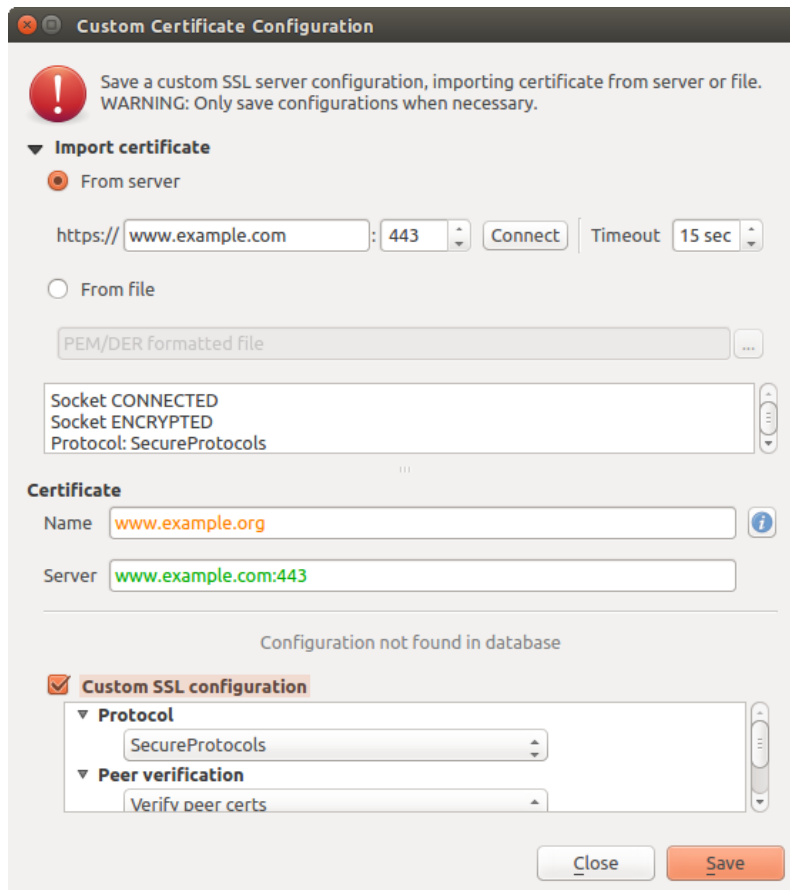 Custom Certificate Configuration
Save a custom SSL server configuration, importing certificate from server or file.
WARNING: Only save configurations when necessary.
Import certificate
From server
https:// www.example.com : 443 Connect Timeout 15 sec
From file
PEM/DER formatted file ...
Socket CONNECTED
Socket ENCRYPTED
Protocol: SecureProtocols
Certificate
Name www.example.org
Server www.example.com:443
Configuration not found in database
Custom SSL configuration
Protocol
SecureProtocols
Peer verification
Verify peer certs
Close Save